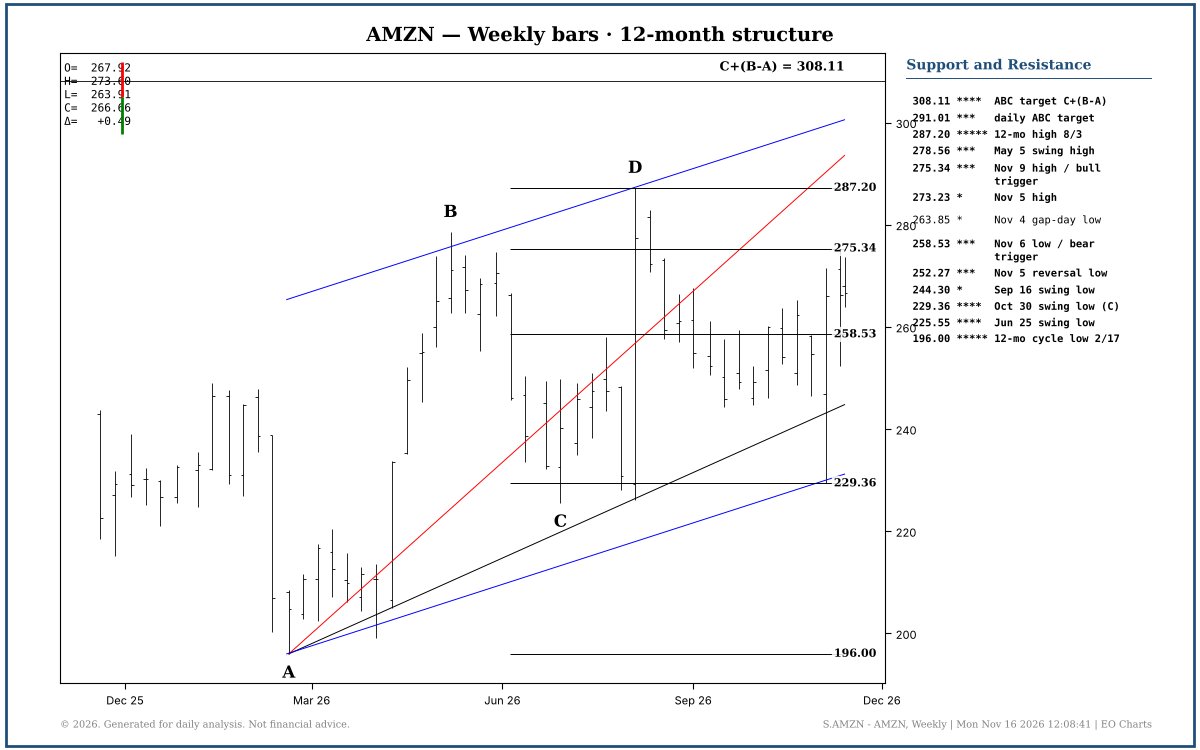 AMZN — Weekly bars · 12-month structure
O= 267.92
H= 273.00
L= 263.91
C= 266.66
Δ= +0.49
C+(B-A) = 308.11
B
D
C
A
287.20
275.34
258.53
229.36
196.00
300
280
260
240
220
200
Dec 25
Mar 26
Jun 26
Sep 26
Dec 26
Support and Resistance
308.11 **** ABC target C+(B-A)
291.01 *** daily ABC target
287.20 ***** 12-mo high 8/3
278.56 *** May 5 swing high
275.34 *** Nov 9 high / bull
trigger
273.23 * Nov 5 high
263.85 * Nov 4 gap-day low
258.53 *** Nov 6 low / bear
trigger
252.27 *** Nov 5 reversal low
244.30 * Sep 16 swing low
229.36 **** Oct 30 swing low (C)
225.55 **** Jun 25 swing low
196.00 ***** 12-mo cycle low 2/17
© 2026. Generated for daily analysis. Not financial advice.
S.AMZN - AMZN, Weekly | Mon Nov 16 2026 12:08:41 | EO Charts